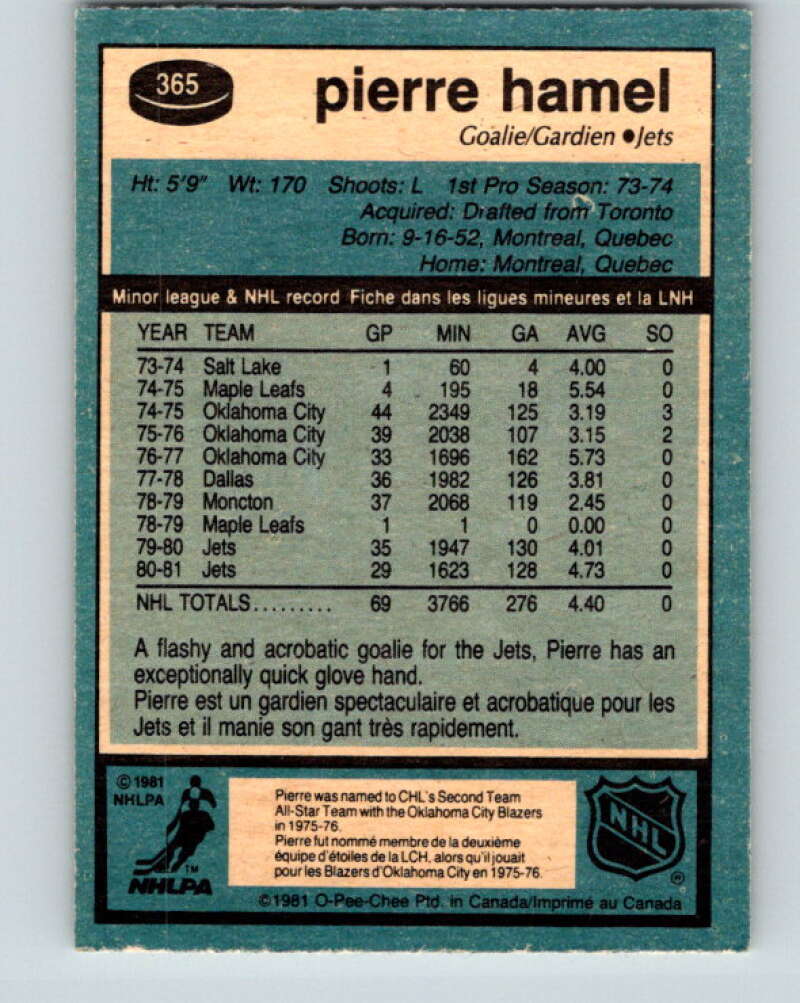 365
pierre hamel
Goalie/Gardien ●Jets
Ht: 5'9" Wt: 170 Shoots: L 1st Pro Season: 73-74
Acquired: Drafted from Toronto
Born: 9-16-52, Montreal, Quebec
Home: Montreal, Quebec
Minor league & NHL record Fiche dans les ligues mineures et la LNH
YEAR TEAM GP MIN GA AVG SO
73-74 Salt Lake 1 60 4 4.00 0
74-75 Maple Leafs 4 195 18 5.54 0
74-75 Oklahoma City 44 2349 125 3.19 3
75-76 Oklahoma City 39 2038 107 3.15 2
76-77 Oklahoma City 33 1696 162 5.73 0
77-78 Dallas 36 1982 126 3.81 0
78-79 Moncton 37 2068 119 2.45 0
78-79 Maple Leafs 1 1 0 0.00 0
79-80 Jets 35 1947 130 4.01 0
80-81 Jets 29 1623 128 4.73 0
NHL TOTALS......... 69 3766 276 4.40 0
A flashy and acrobatic goalie for the Jets, Pierre has an
exceptionally quick glove hand.
Pierre est un gardien spectaculaire et acrobatique pour les
Jets et il manie son gant très rapidement.
© 1981
NHLPA
TM
NHLPA
Pierre was named to CHL's Second Team
All-Star Team with the Oklahoma City Blazers
in 1975-76.
Pierre fut nommé membre de la deuxième
équipe d'étoiles de la LCH, alors qu'il jouait
pour les Blazers d'Oklahoma City en 1975-76.
NHL
®
©1981 O-Pee-Chee Ptd. in Canada/Imprimé au Canada